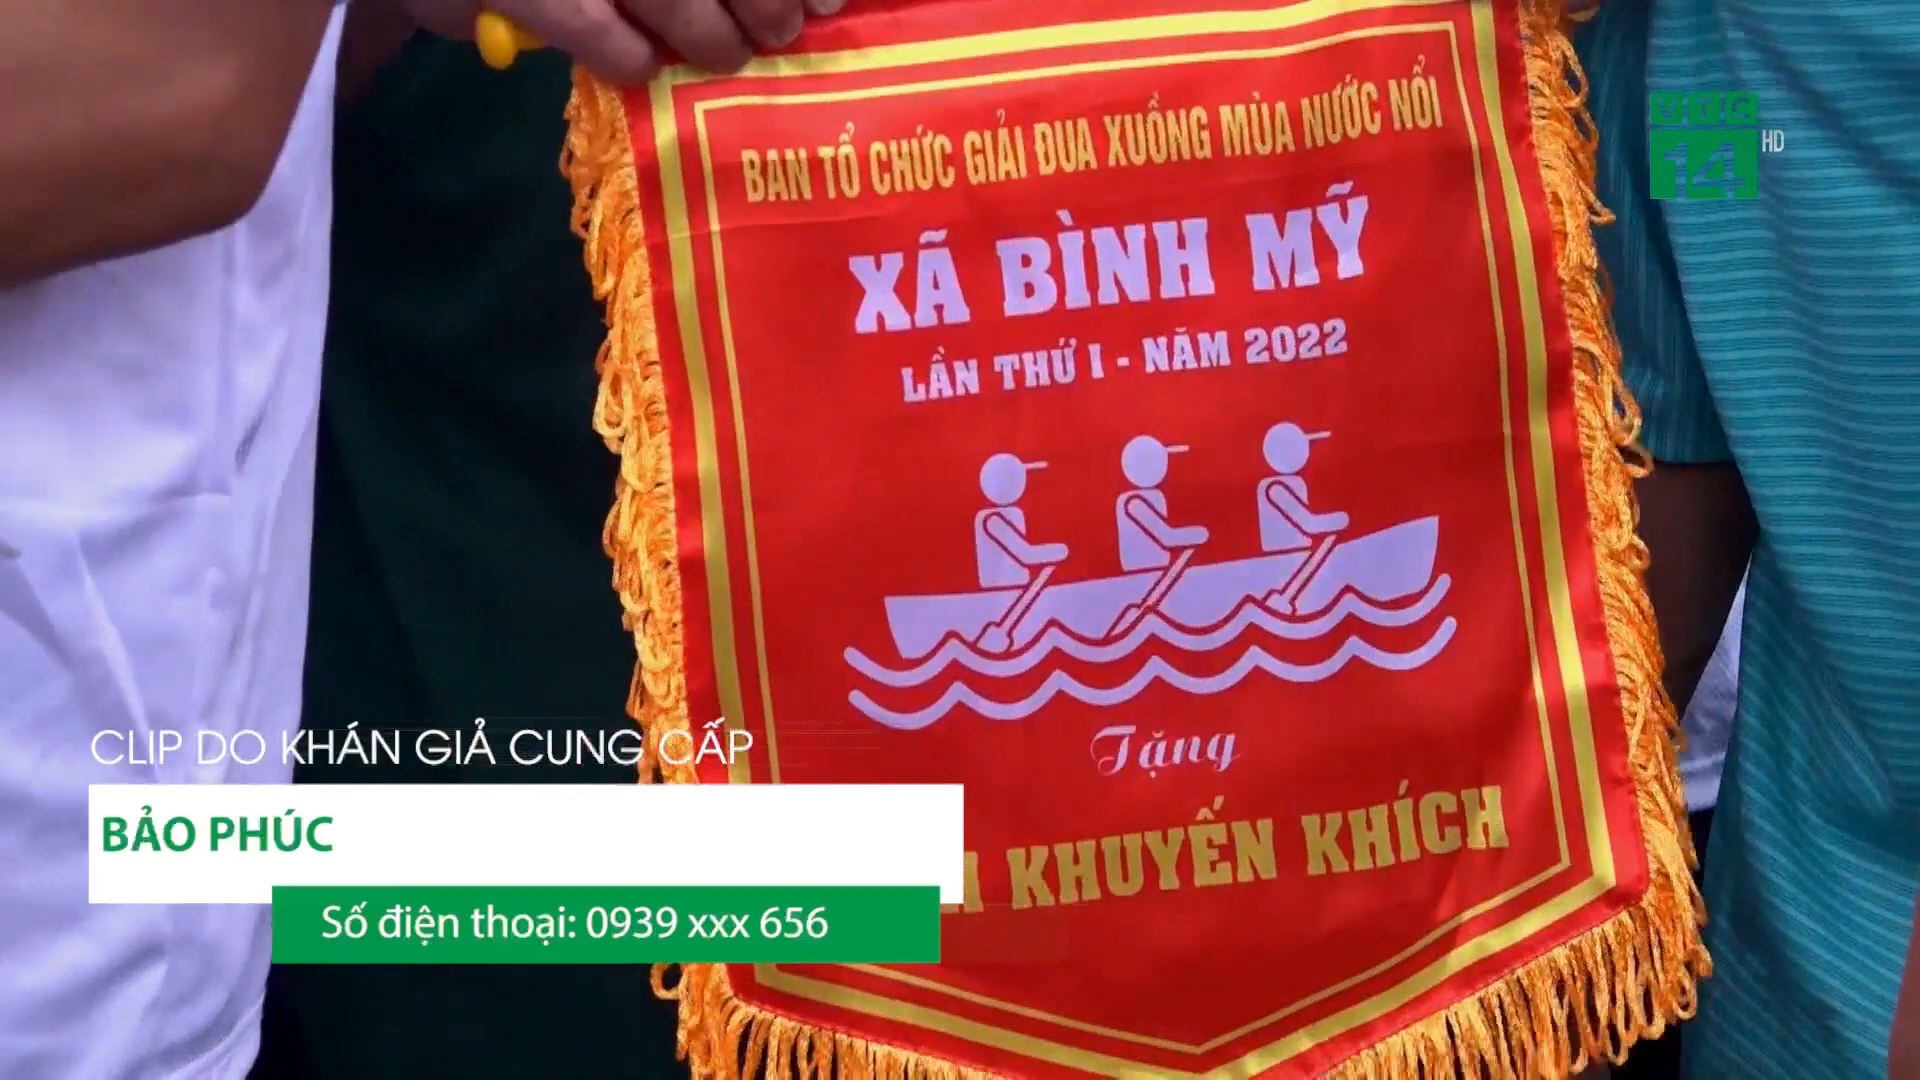 BAN TỔ CHỨC GIẢI ĐUA XUỒNG MÙA NƯỚC NỔI
XÃ BÌNH MỸ
LẦN THỨ I - NĂM 2022
Tặng
KHUYẾN KHÍCH
VTC
14
HD
CLIP DO KHÁN GIẢ CUNG CẤP
BẢO PHÚC
Số điện thoại: 0939 xxx 656